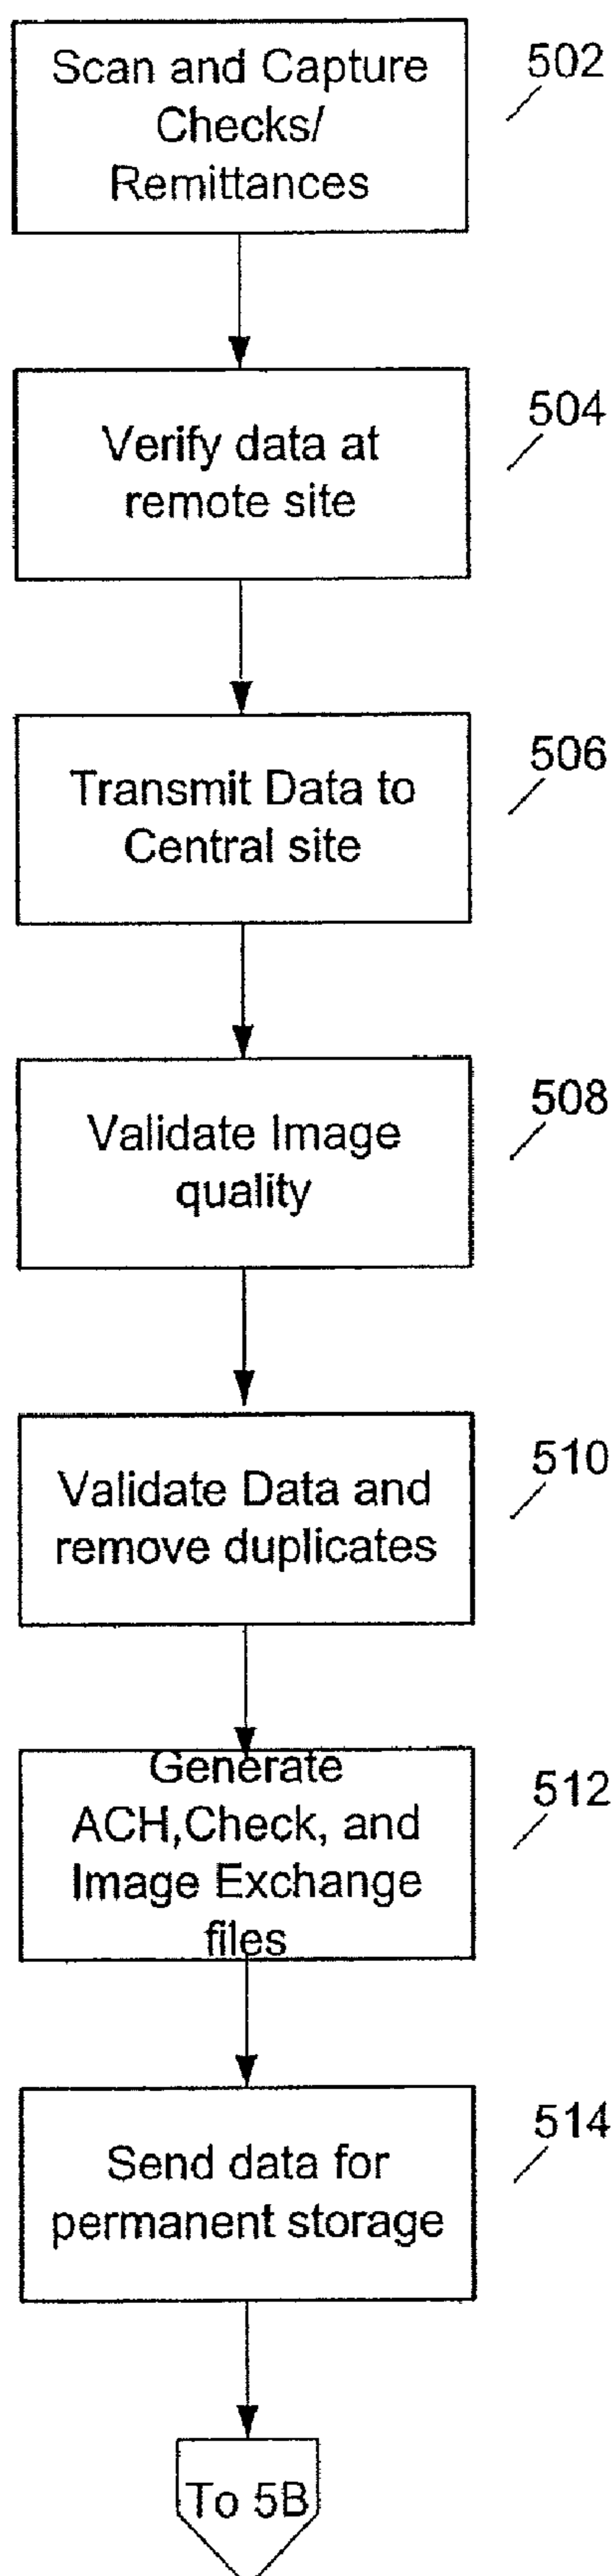 Scan and Capture
502
Checks/
Remittances
Verify data at
504
remote site
Transmit Data to
506
Central site
Validate Image
508
quality
Validate Data and
510
remove duplicates
Generate
512
ACH,Check, and
Image Exchange
files
Send data for
514
permanent storage
To 5B